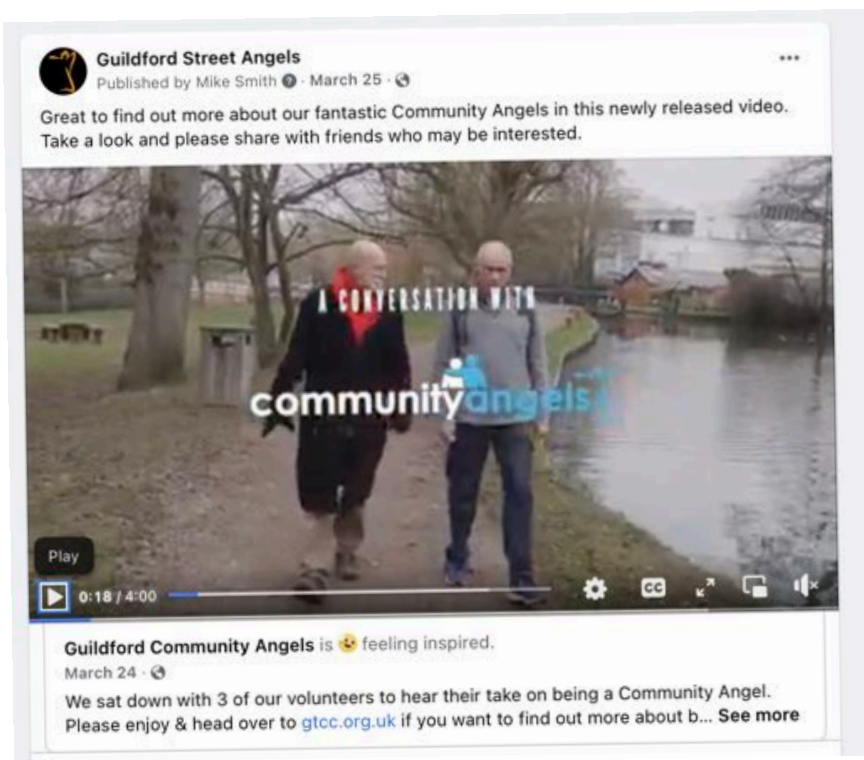 Guildford Street Angels
Published by Mike Smith · March 25 ·
Great to find out more about our fantastic Community Angels in this newly released video.
Take a look and please share with friends who may be interested.
A CONVERSATION WITH
communityangels
Play
0:18 / 4:00
CC
Guildford Community Angels is feeling inspired.
March 24 ·
We sat down with 3 of our volunteers to hear their take on being a Community Angel.
Please enjoy & head over to gtcc.org.uk if you want to find out more about b... See more